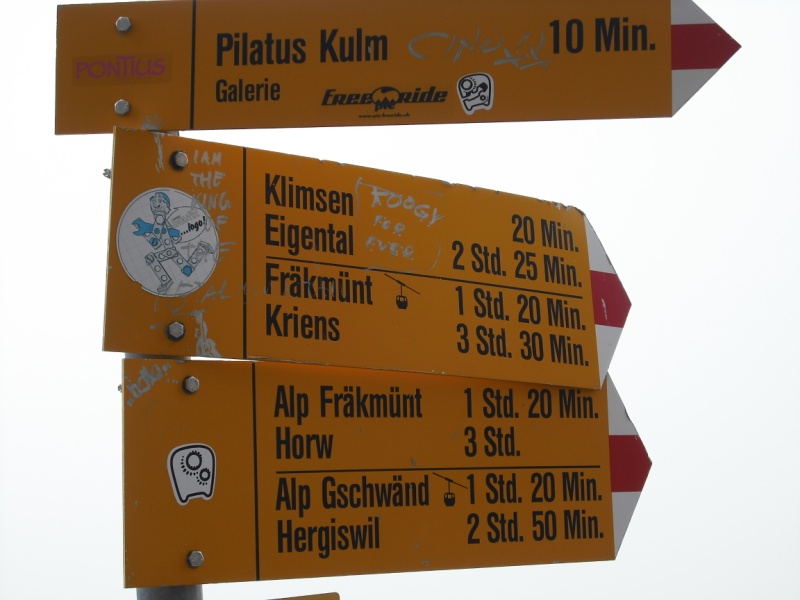 PONTIUS
Pilatus Kulm 10 Min.
Galerie
FREERIDE
I AM
THE
KING
OF
...logo!
ROOGY
FOR
EVER
Klimsen 20 Min.
Eigental 2 Std. 25 Min.
Fräkmünt 1 Std. 20 Min.
Kriens 3 Std. 30 Min.
Alp Fräkmünt 1 Std. 20 Min.
Horw 3 Std.
Alp Gschwänd 1 Std. 20 Min.
Hergiswil 2 Std. 50 Min.